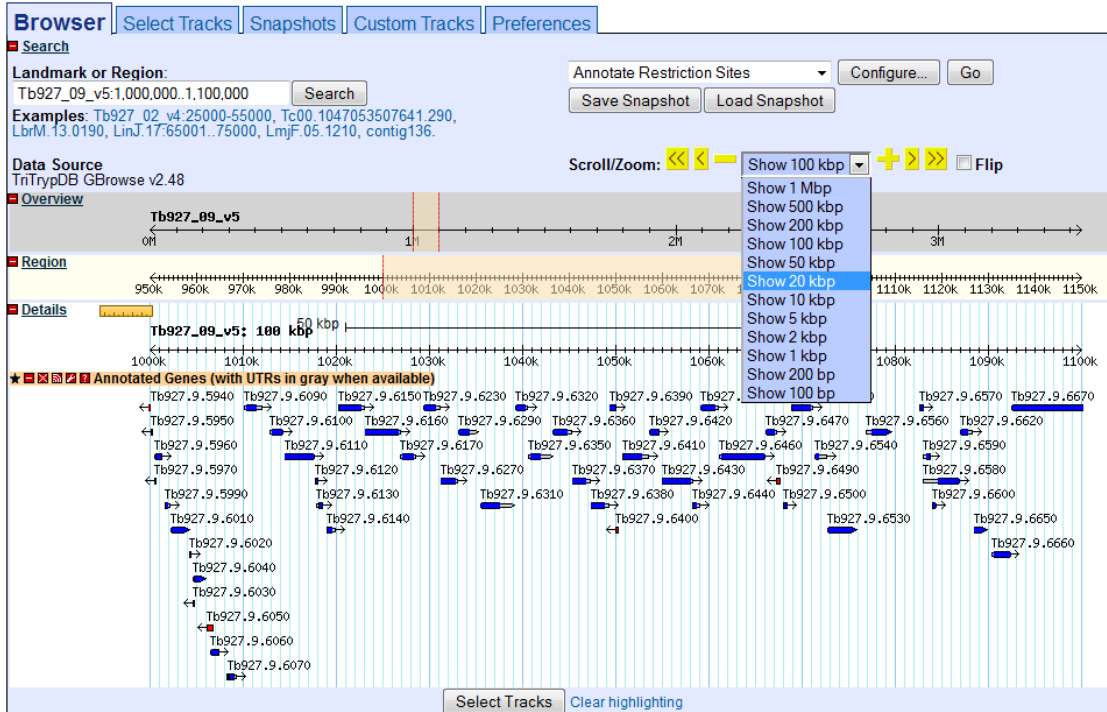 Browser Select Tracks Snapshots Custom Tracks Preferences
Search
Landmark or Region:
Tb927_09_v5:1,000,000..1,100,000 Search
Examples: Tb927_02_v4:25000-55000, Tc00.1047053507641.290,
LbrM.13.0190, LinJ.17:65001..75000, LmjF.05.1210, contig136.
Annotate Restriction Sites Configure... Go
Save Snapshot Load Snapshot
Data Source
TriTrypDB GBrowse v2.48
Scroll/Zoom: << < Show 100 kbp > >> Flip
Show 1 Mbp
Show 500 kbp
Show 200 kbp
Show 100 kbp
Show 50 kbp
Show 20 kbp
Show 10 kbp
Show 5 kbp
Show 2 kbp
Show 1 kbp
Show 200 bp
Show 100 bp
Overview
Tb927_09_v5
0M 1M 2M 3M
Region
950k 960k 970k 980k 990k 1000k 1010k 1020k 1030k 1040k 1050k 1060k 1070k 1110k 1120k 1130k 1140k 1150k
Details
Tb927_09_v5: 100 kbp 50 kbp
1000k 1010k 1020k 1030k 1040k 1050k 1060k 1080k 1090k 1100k
Annotated Genes (with UTRs in gray when available)
Tb927.9.5940 Tb927.9.6090 Tb927.9.6150 Tb927.9.6230 Tb927.9.6320 Tb927.9.6390 Tb927. Tb927.9.6570 Tb927.9.6670
Tb927.9.5950 Tb927.9.6100 Tb927.9.6160 Tb927.9.6290 Tb927.9.6360 Tb927.9.6420 Tb927.9.6470 Tb927.9.6560 Tb927.9.6620
Tb927.9.5960 Tb927.9.6110 Tb927.9.6170 Tb927.9.6350 Tb927.9.6410 Tb927.9.6460 Tb927.9.6540 Tb927.9.6590
Tb927.9.5970 Tb927.9.6120 Tb927.9.6270 Tb927.9.6370 Tb927.9.6430 Tb927.9.6490 Tb927.9.6580
Tb927.9.5990 Tb927.9.6130 Tb927.9.6310 Tb927.9.6380 Tb927.9.6440 Tb927.9.6500 Tb927.9.6600
Tb927.9.6010 Tb927.9.6140 Tb927.9.6400 Tb927.9.6530 Tb927.9.6650
Tb927.9.6020 Tb927.9.6660
Tb927.9.6040
Tb927.9.6030
Tb927.9.6050
Tb927.9.6060
Tb927.9.6070
Select Tracks Clear highlighting